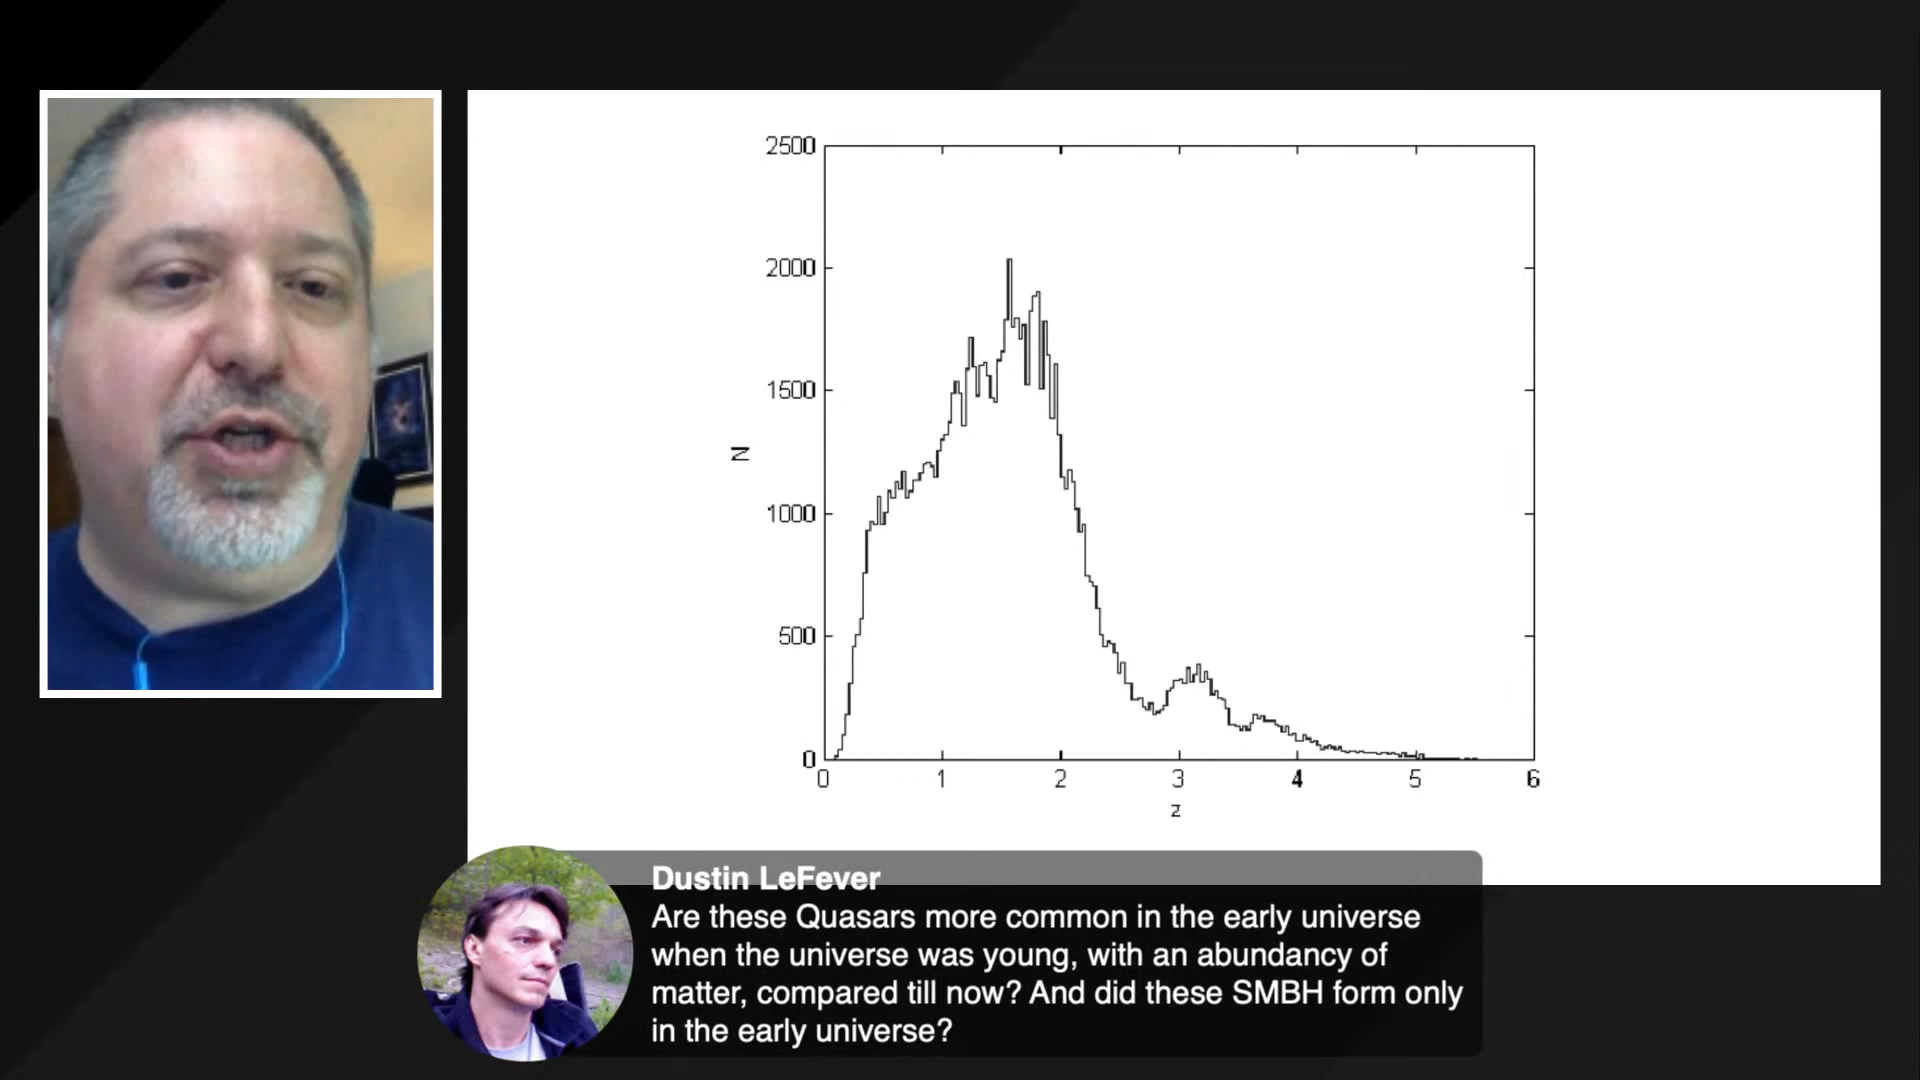 2500
2000
1500
N
1000
500
0
0 1 2 3 4 5 6
z
Dustin LeFever
Are these Quasars more common in the early universe
when the universe was young, with an abundancy of
matter, compared till now? And did these SMBH form only
in the early universe?